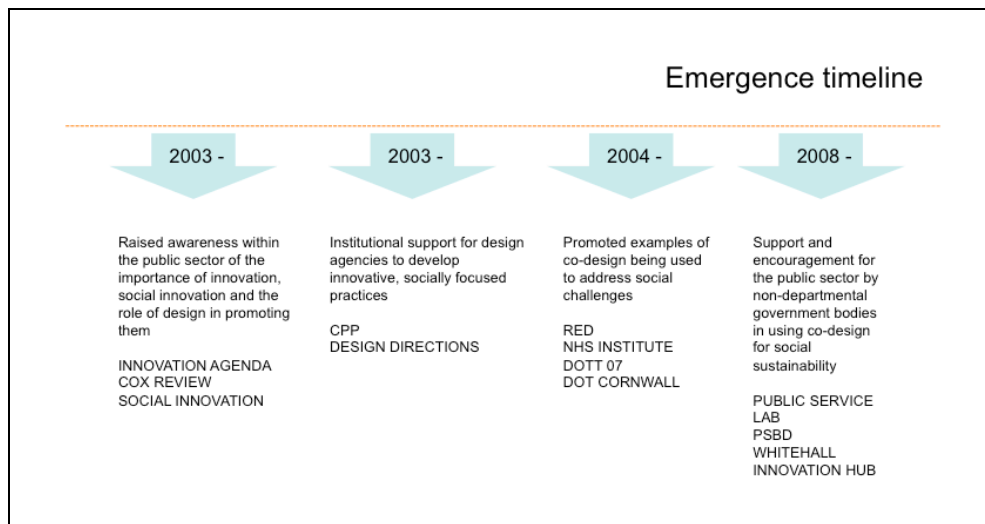 Emergence timeline
2003 -
2003 -
2004 -
2008 -
Raised awareness within
the public sector of the
importance of innovation,
social innovation and the
role of design in promoting
them
INNOVATION AGENDA
COX REVIEW
SOCIAL INNOVATION
Institutional support for design
agencies to develop
innovative, socially focused
practices
CPP
DESIGN DIRECTIONS
Promoted examples of
co-design being used
to address social
challenges
RED
NHS INSTITUTE
DOTT 07
DOT CORNWALL
Support and
encouragement for
the public sector by
non-departmental
government bodies
in using co-design
for social
sustainability
PUBLIC SERVICE
LAB
PSBD
WHITEHALL
INNOVATION HUB